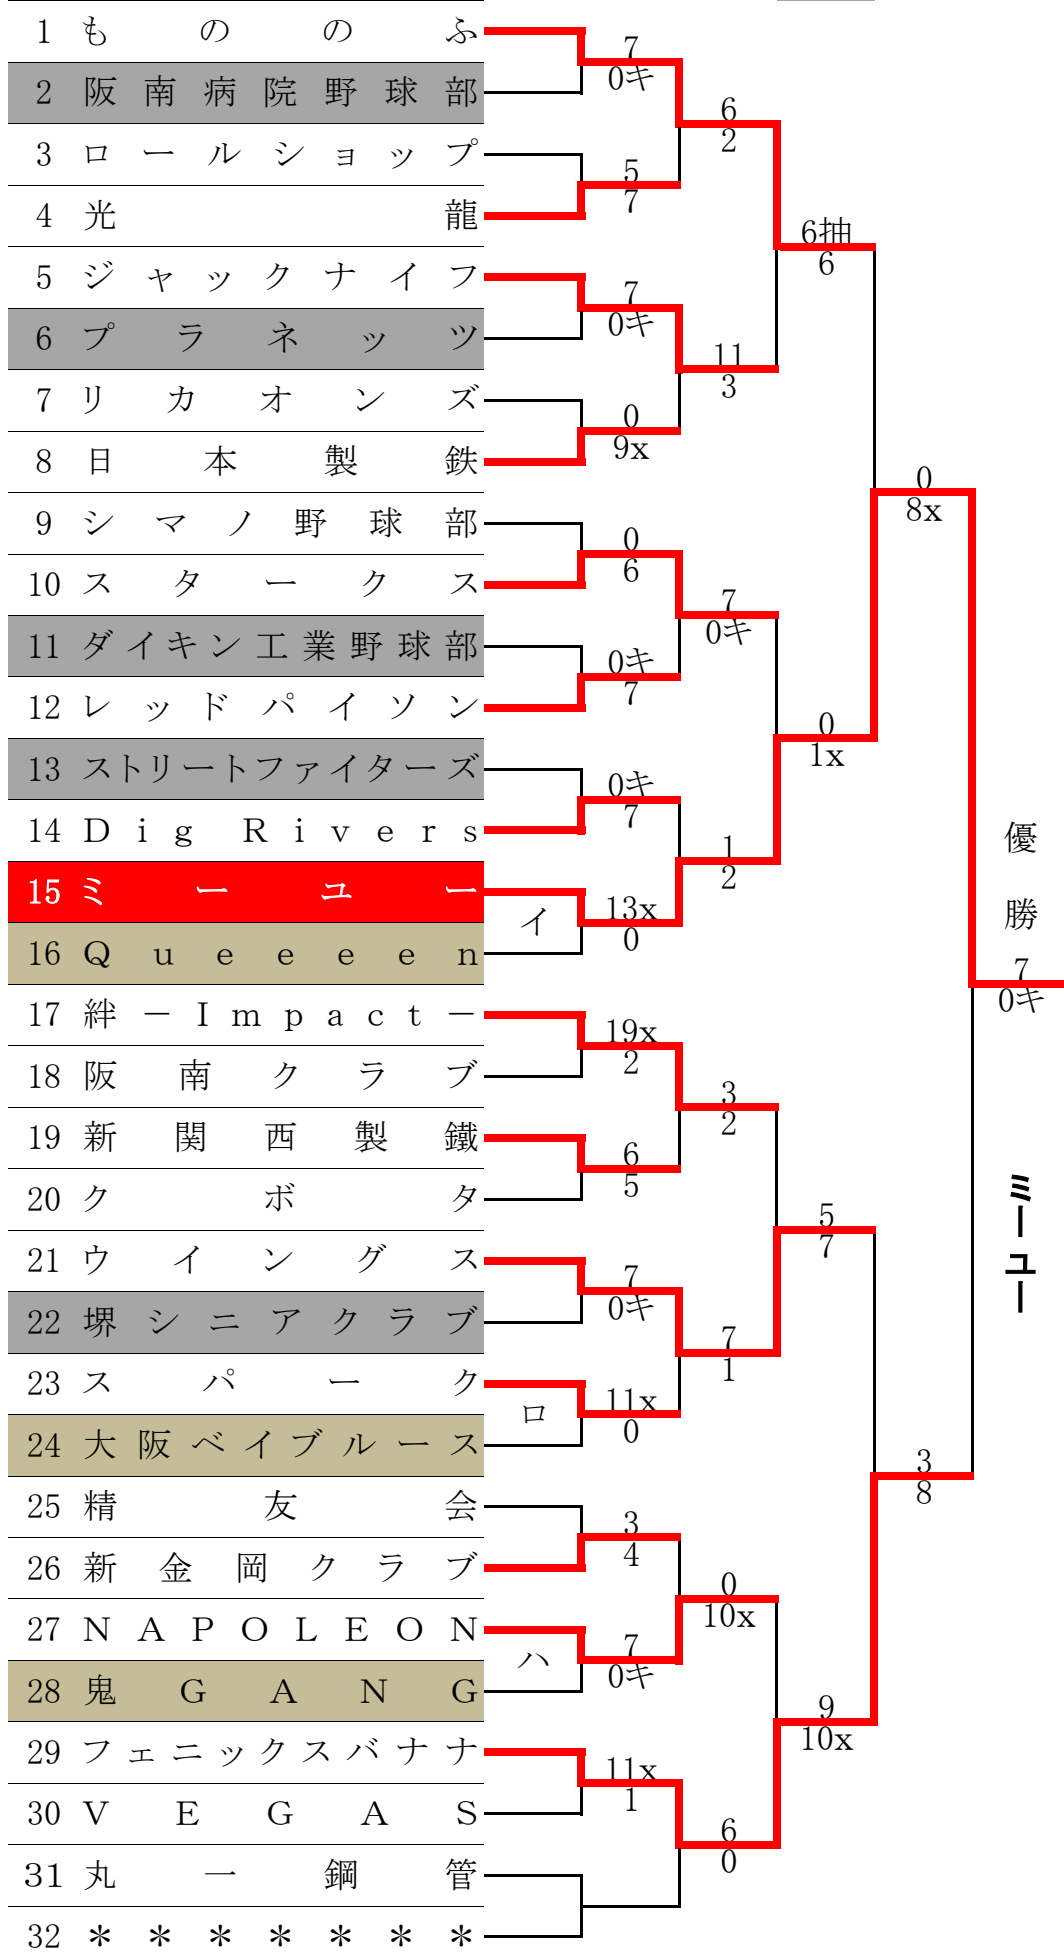 1 もののふ
2 阪南病院野球部
3 ロールショップ
4 光龍
5 ジャックナイフ
6 プラネッツ
7 リカオンズ
8 日本製鉄
9 シマノ野球部
10 スタークス
11 ダイキン工業野球部
12 レッドパイソン
13 ストリートファイターズ
14 Dig Rivers
15 ミーユー
16 Queeeen
17 絆－Impact－
18 阪南クラブ
19 新関西製鐵
20 クボタ
21 ウイングス
22 堺シニアクラブ
23 スパーク
24 大阪ベイブルース
25 精友会
26 新金岡クラブ
27 NAPOLEON
28 鬼GANG
29 フェニックスバナナ
30 VEGAS
31 丸一鋼管
32 ＊＊＊＊＊＊＊
イ
ロ
ハ
7
0キ
5
7
7
0キ
0
9x
0
6
0キ
7
0キ
7
13x
0
19x
2
6
5
7
0キ
11x
0
3
4
7
0キ
11x
1
6
2
11
3
7
0キ
1
2
3
2
7
1
0
10x
6
0
6抽
6
0
1x
5
7
9
10x
0
8x
3
8
優勝
7
0キ
ミーユー